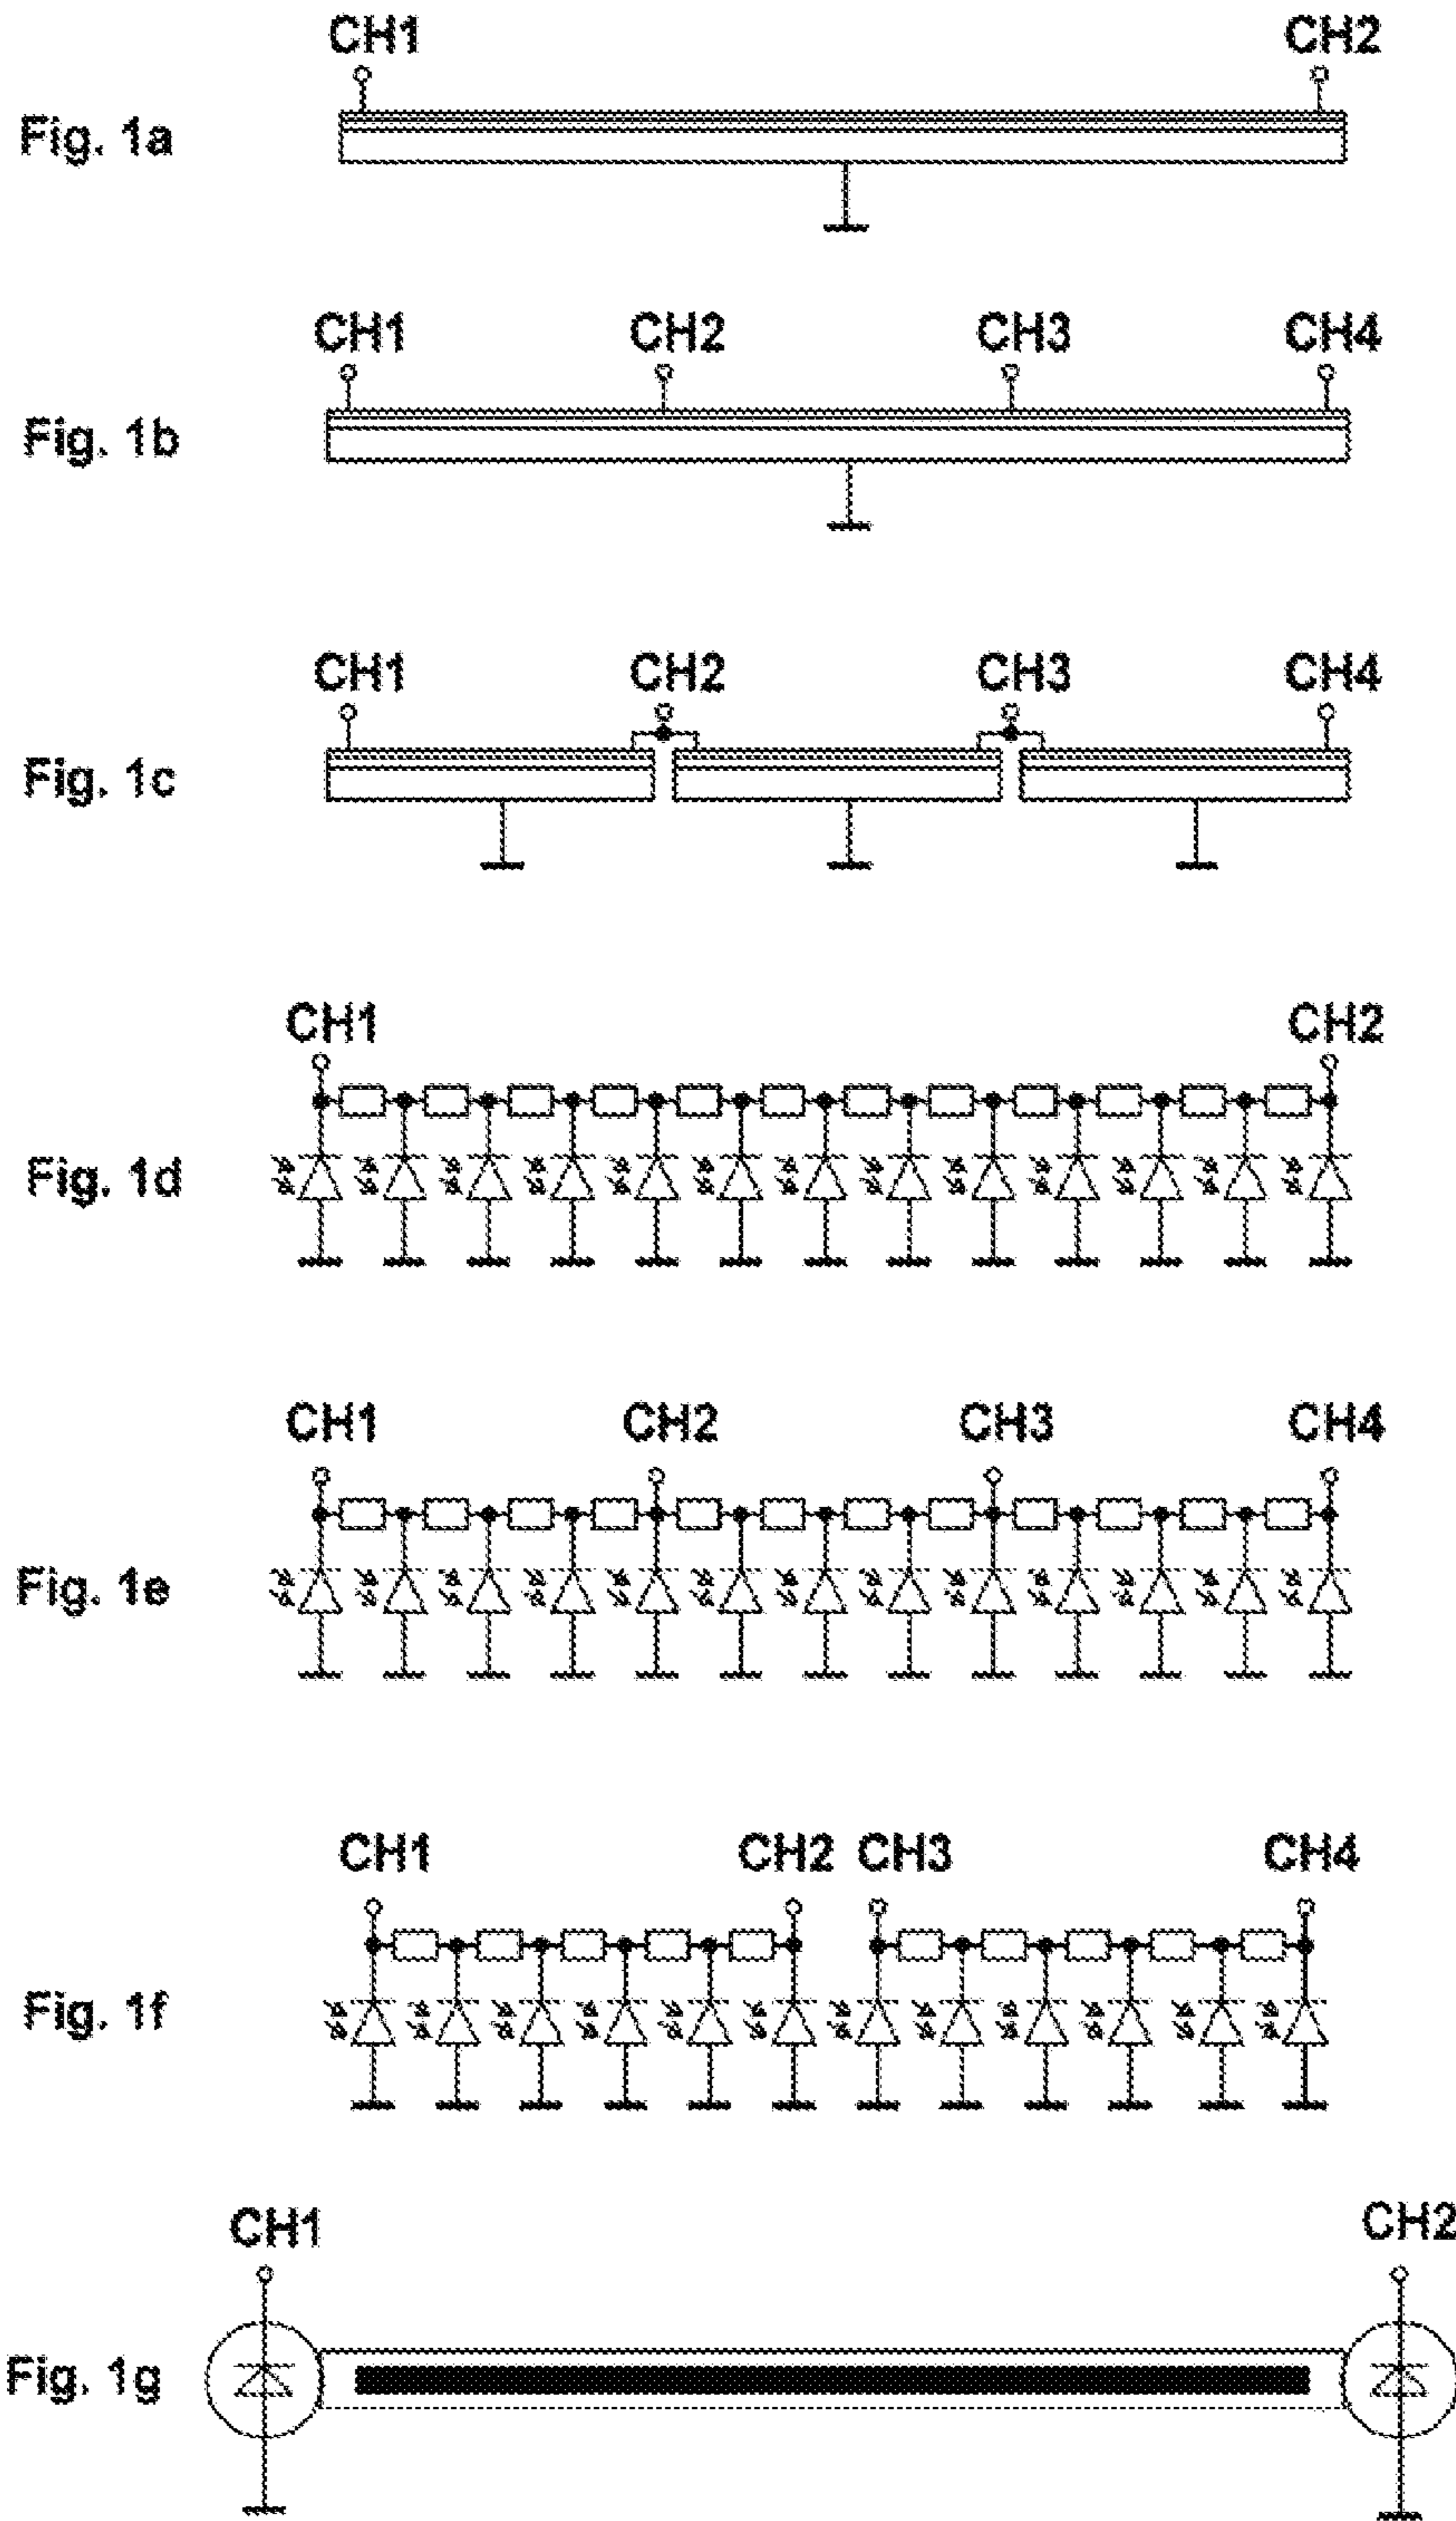 CH1 CH2
Fig. 1a
CH1 CH2 CH3 CH4
Fig. 1b
CH1 CH2 CH3 CH4
Fig. 1c
CH1 CH2
Fig. 1d
CH1 CH2 CH3 CH4
Fig. 1e
CH1 CH2 CH3 CH4
Fig. 1f
CH1 CH2
Fig. 1g